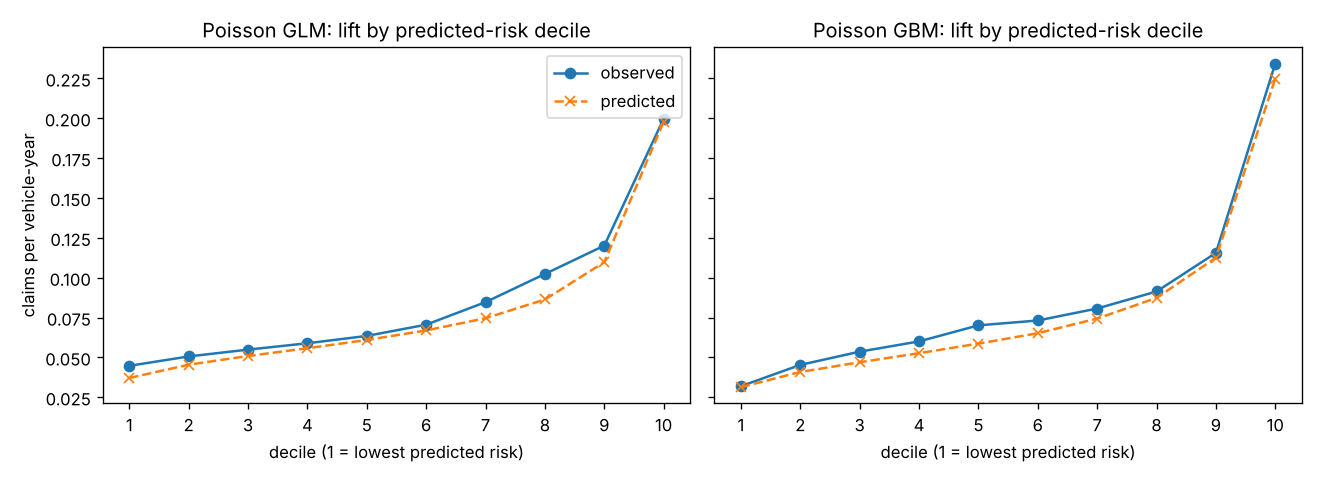 Poisson GLM: lift by predicted-risk decile
claims per vehicle-year
0.225
0.200
0.175
0.150
0.125
0.100
0.075
0.050
0.025
observed
predicted
1 2 3 4 5 6 7 8 9 10
decile (1 = lowest predicted risk)
Poisson GBM: lift by predicted-risk decile
1 2 3 4 5 6 7 8 9 10
decile (1 = lowest predicted risk)